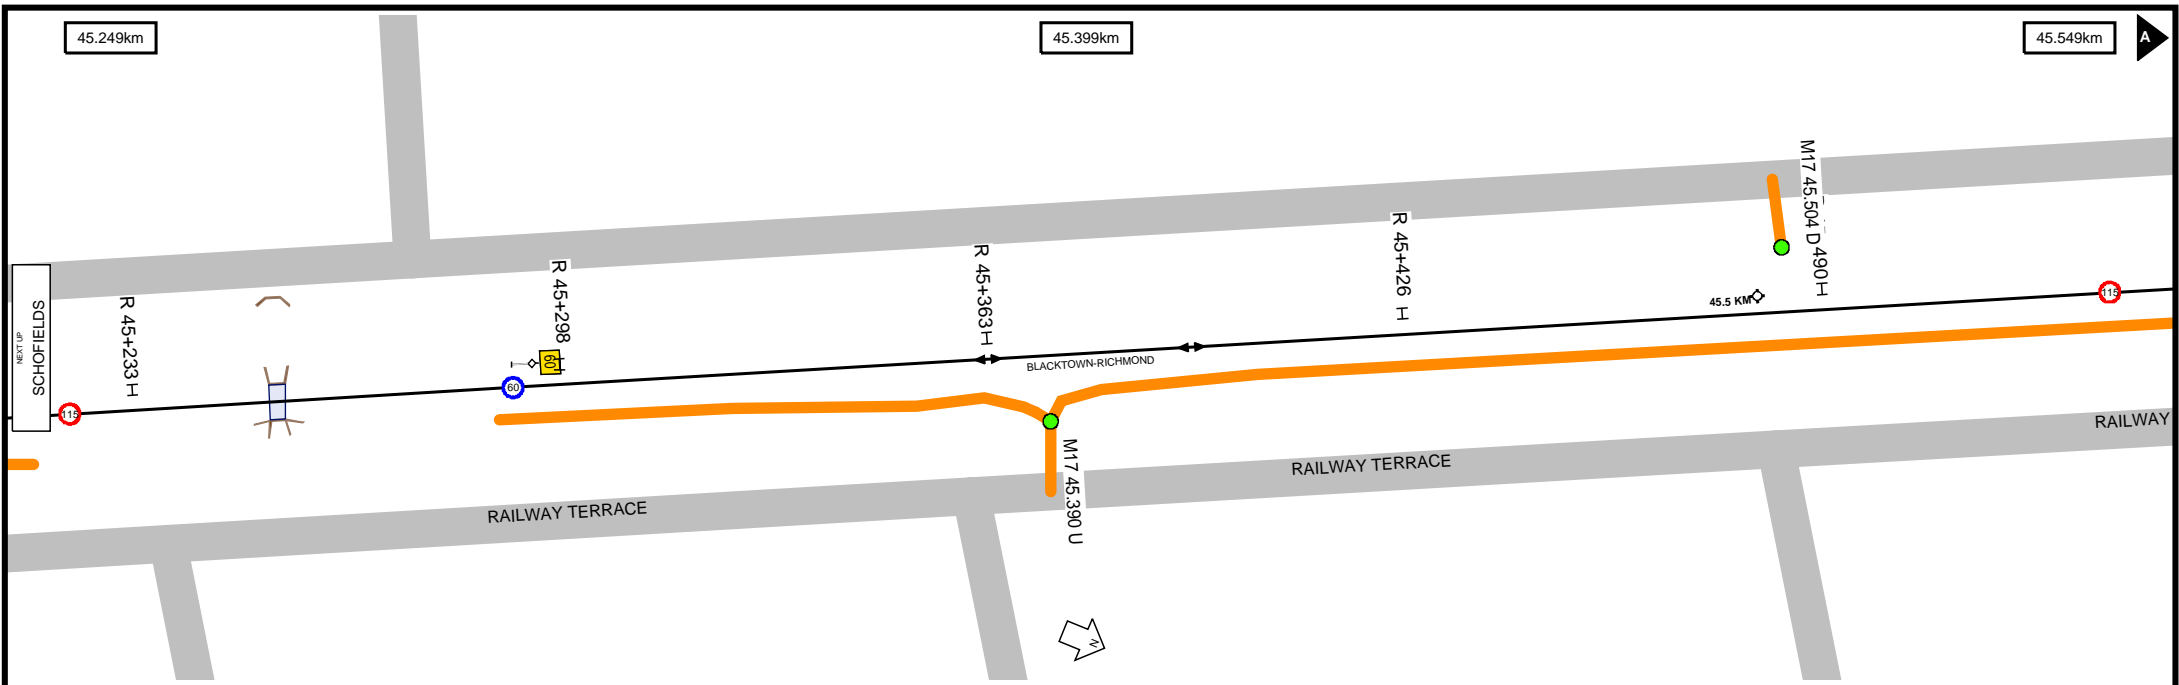 45.249km
45.399km
45.549km
A
M17 45.504 D
490H
R 45+233 H
R 45+298
R 45+363 H
R 45+426 H
NEXT UP
SCHOFIELDS
60
60
45.5 KM
115
115
BLACKTOWN-RICHMOND
RAILWAY
RAILWAY TERRACE
RAILWAY TERRACE
M17 45.390 U
N